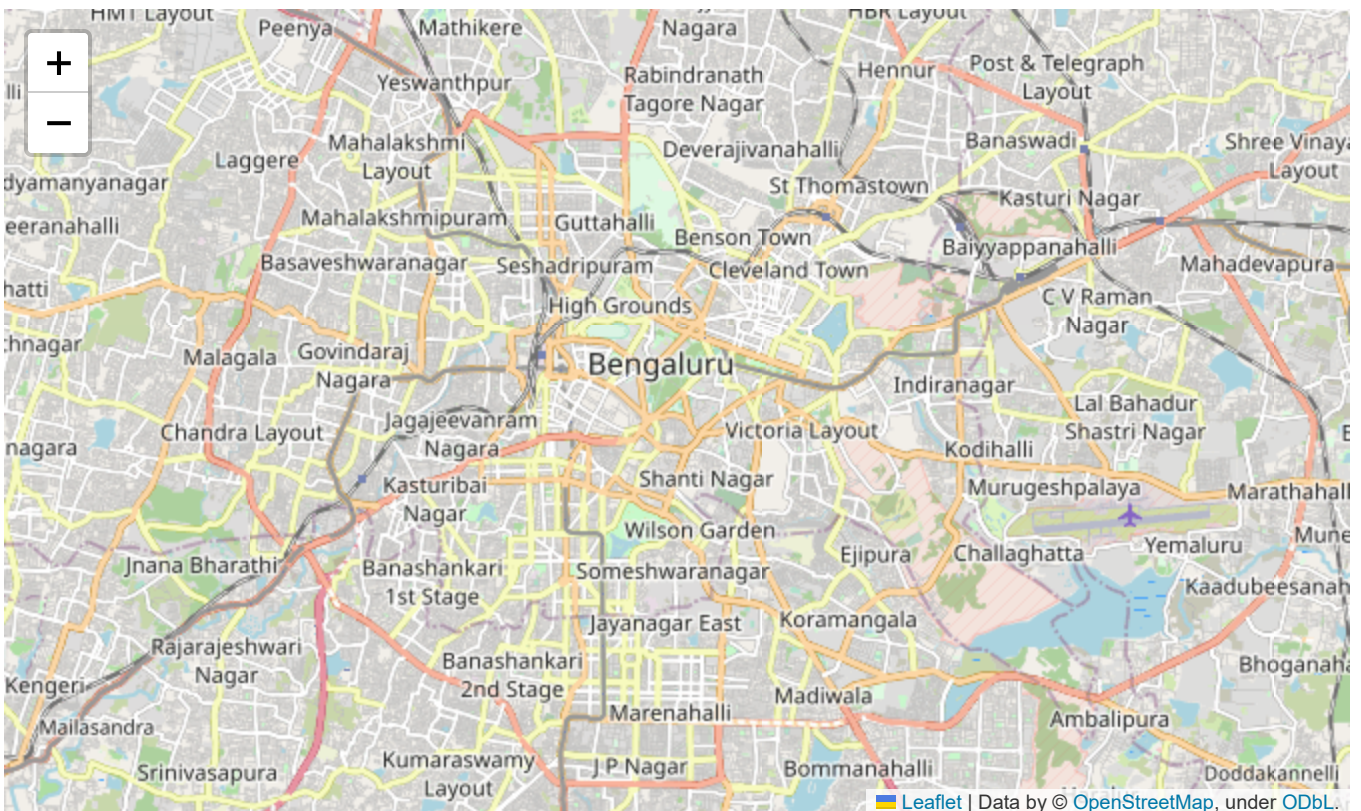 HMT Layout
HBR Layout
Peenya
Mathikere
Nagara
+
Post & Telegraph
Layout
Hennur
Yeswanthpur
Rabindranath
Tagore Nagar
lli
−
Mahalakshmi
Layout
Banaswadi
Shree Vinaya
Layout
Laggere
Deverajivanahalli
dyamanyanagar
St Thomastown
Kasturi Nagar
eeranahalli
Mahalakshmipuram
Guttahalli
Benson Town
Baiyyappanahalli
Basaveshwaranagar
Seshadripuram
Cleveland Town
Mahadevapura
hatti
High Grounds
C V Raman
Nagar
hnagar
Malagala
Govindaraj
Nagara
Bengaluru
Indiranagar
Lal Bahadur
Shastri Nagar
Jagajeevanram
Nagara
Chandra Layout
Victoria Layout
nagara
Kodihalli
Kasturibai
Nagar
Shanti Nagar
Murugeshpalaya
Marathahall
Wilson Garden
Mune
Ejipura
Challaghatta
Yemaluru
Jnana Bharathi
Banashankari
1st Stage
Someshwaranagar
Kaadubeesanah
Jayanagar East
Koramangala
Rajarajeshwari
Nagar
Banashankari
2nd Stage
Bhoganaha
Kengeri
Madiwala
Mailasandra
Marenahalli
Ambalipura
Srinivasapura
Kumaraswamy
Layout
J P Nagar
Bommanahalli
Doddakannelli
Leaflet | Data by © OpenStreetMap, under ODbL.